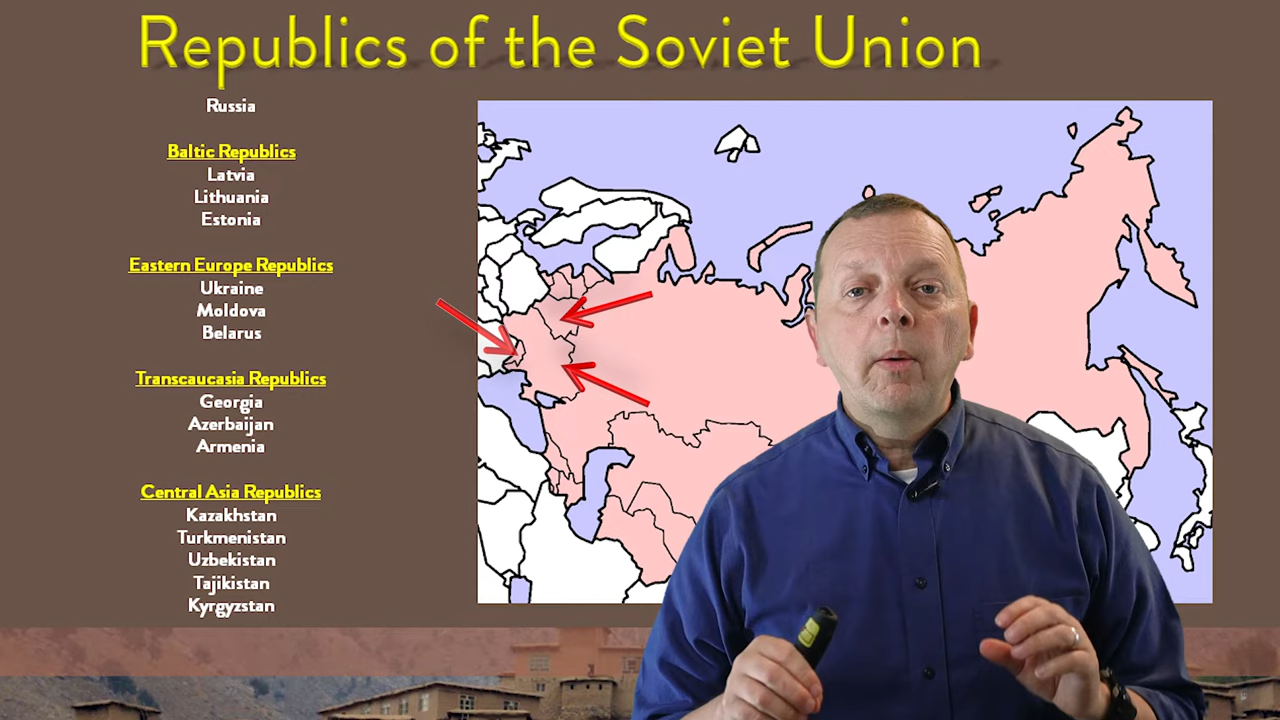 Republics of the Soviet Union
Russia
Baltic Republics
Latvia
Lithuania
Estonia
Eastern Europe Republics
Ukraine
Moldova
Belarus
Transcaucasia Republics
Georgia
Azerbaijan
Armenia
Central Asia Republics
Kazakhstan
Turkmenistan
Uzbekistan
Tajikistan
Kyrgyzstan